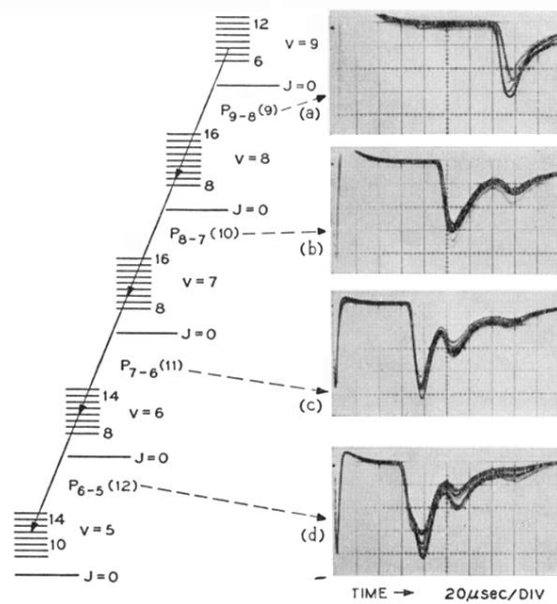 12
v = 9
6
J=0
P9-8(9)
(a)
16
v = 8
8
J=0
P8-7(10)
(b)
16
v = 7
8
J=0
P7-6(11)
(c)
14
v = 6
8
J=0
P6-5(12)
(d)
14
v = 5
10
J=0
TIME → 20μsec/DIV